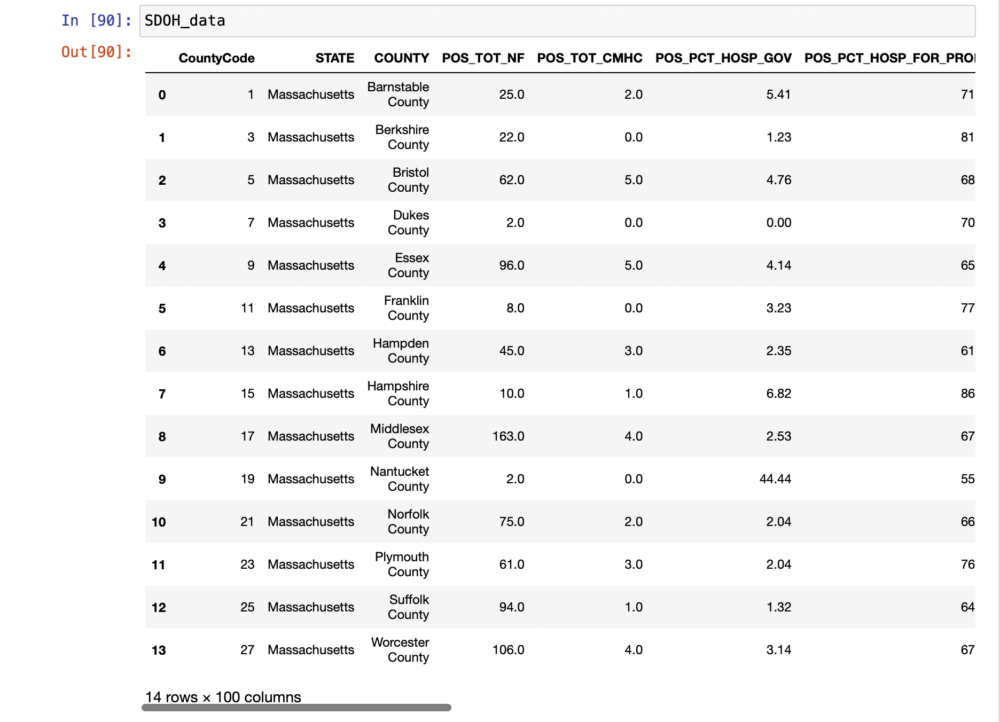 In [90]: SDOH_data
Out[90]:
CountyCode STATE COUNTY POS_TOT_NF POS_TOT_CMHC POS_PCT_HOSP_GOV POS_PCT_HOSP_FOR_PRO
0 1 Massachusetts Barnstable County 25.0 2.0 5.41 71
1 3 Massachusetts Berkshire County 22.0 0.0 1.23 81
2 5 Massachusetts Bristol County 62.0 5.0 4.76 68
3 7 Massachusetts Dukes County 2.0 0.0 0.00 70
4 9 Massachusetts Essex County 96.0 5.0 4.14 65
5 11 Massachusetts Franklin County 8.0 0.0 3.23 77
6 13 Massachusetts Hampden County 45.0 3.0 2.35 61
7 15 Massachusetts Hampshire County 10.0 1.0 6.82 86
8 17 Massachusetts Middlesex County 163.0 4.0 2.53 67
9 19 Massachusetts Nantucket County 2.0 0.0 44.44 55
10 21 Massachusetts Norfolk County 75.0 2.0 2.04 66
11 23 Massachusetts Plymouth County 61.0 3.0 2.04 76
12 25 Massachusetts Suffolk County 94.0 1.0 1.32 64
13 27 Massachusetts Worcester County 106.0 4.0 3.14 67
14 rows × 100 columns